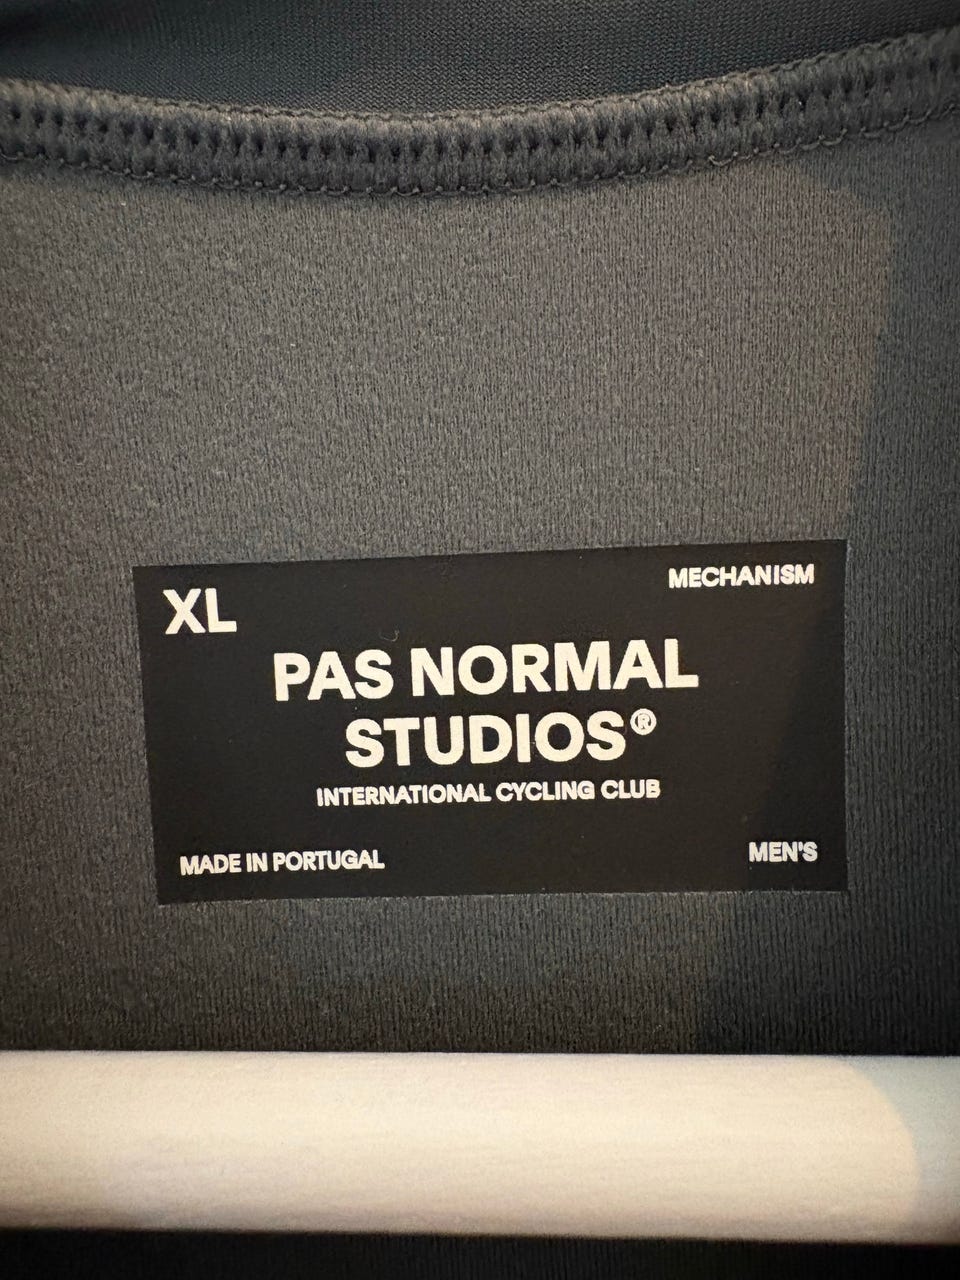 XL
MECHANISM
PAS NORMAL
STUDIOS®
INTERNATIONAL CYCLING CLUB
MADE IN PORTUGAL
MEN'S